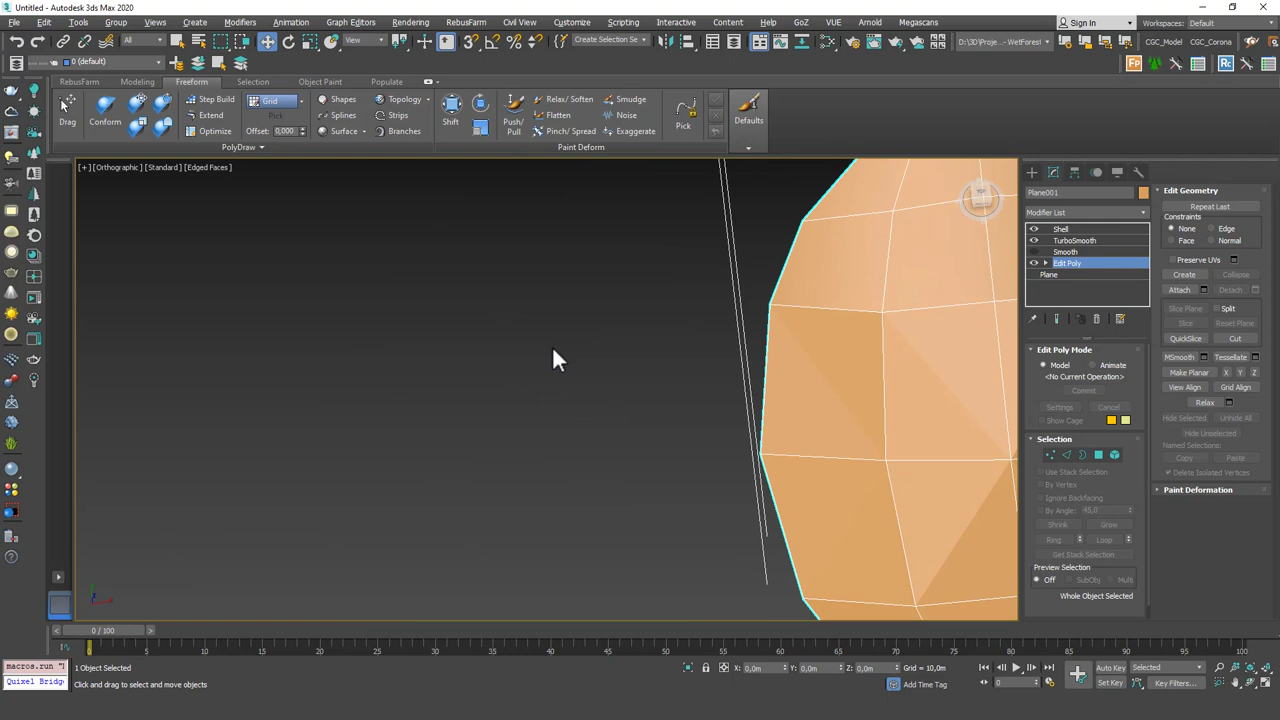 Untitled - Autodesk 3ds Max 2020
File Edit Tools Group Views Create Modifiers Animation Graph Editors Rendering RebusFarm Civil View Customize Scripting Interactive Content Help GoZ VUE Arnold Megascans
Sign In Workspaces: Default
All View Create Selection Se D:\3DProje...- WetForest CGC_Model CGC_Corona
0 (default) Fp Rc
RebusFarm Modeling Freeform Selection Object Paint Populate
Step Build Grid Shapes Topology Relax/ Soften Smudge
Drag Conform Extend Pick Splines Strips Shift Push/ Pull Flatten Noise Pick Defaults
Optimize Offset: 0,000 Surface Branches Pinch/ Spread Exaggerate
PolyDraw Paint Deform
[+] [Orthographic] [Standard] [Edged Faces]
Plane001
Modifier List
Shell
TurboSmooth
Smooth
Edit Poly
Plane
Edit Poly Mode
Model Animate
<No Current Operation>
Commit
Settings Cancel
Show Cage
Selection
Use Stack Selection
By Vertex
Ignore Backfacing
By Angle: 45,0
Shrink Grow
Ring Loop
Get Stack Selection
Preview Selection
Off SubObj Multi
Whole Object Selected
Edit Geometry
Repeat Last
Constraints
None Edge
Face Normal
Preserve UVs
Create Collapse
Attach Detach
Slice Plane Split
Slice Reset Plane
QuickSlice Cut
MSmooth Tessellate
Make Planar X Y Z
View Align Grid Align
Relax
Hide Selected Unhide All
Hide Unselected
Named Selections:
Copy Paste
Delete Isolated Vertices
Paint Deformation
0 / 100
5 10 15 20 25 30 35 40 45 50 55 60 65 70 75 80 85 90 95 100
macros.run "
1 Object Selected X: 0,0m Y: 0,0m Z: 0,0m Grid = 10,0m Auto Key Selected
Quixel Bridg
Click and drag to select and move objects Add Time Tag 0 Set Key Key Filters...